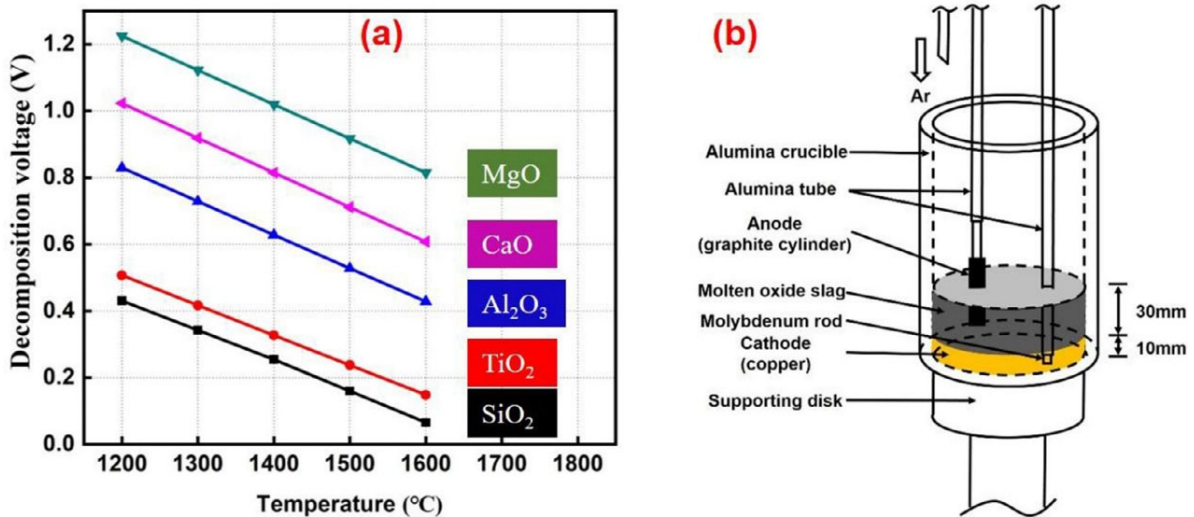 (a)
Decomposition voltage (V)
1.2
1.0
0.8
0.6
0.4
0.2
0.0
1200 1300 1400 1500 1600 1700 1800
Temperature (°C)
MgO
CaO
Al₂O₃
TiO₂
SiO₂
(b)
Ar
Alumina crucible
Alumina tube
Anode
(graphite cylinder)
Molten oxide slag
Molybdenum rod
Cathode
(copper)
Supporting disk
30mm
10mm